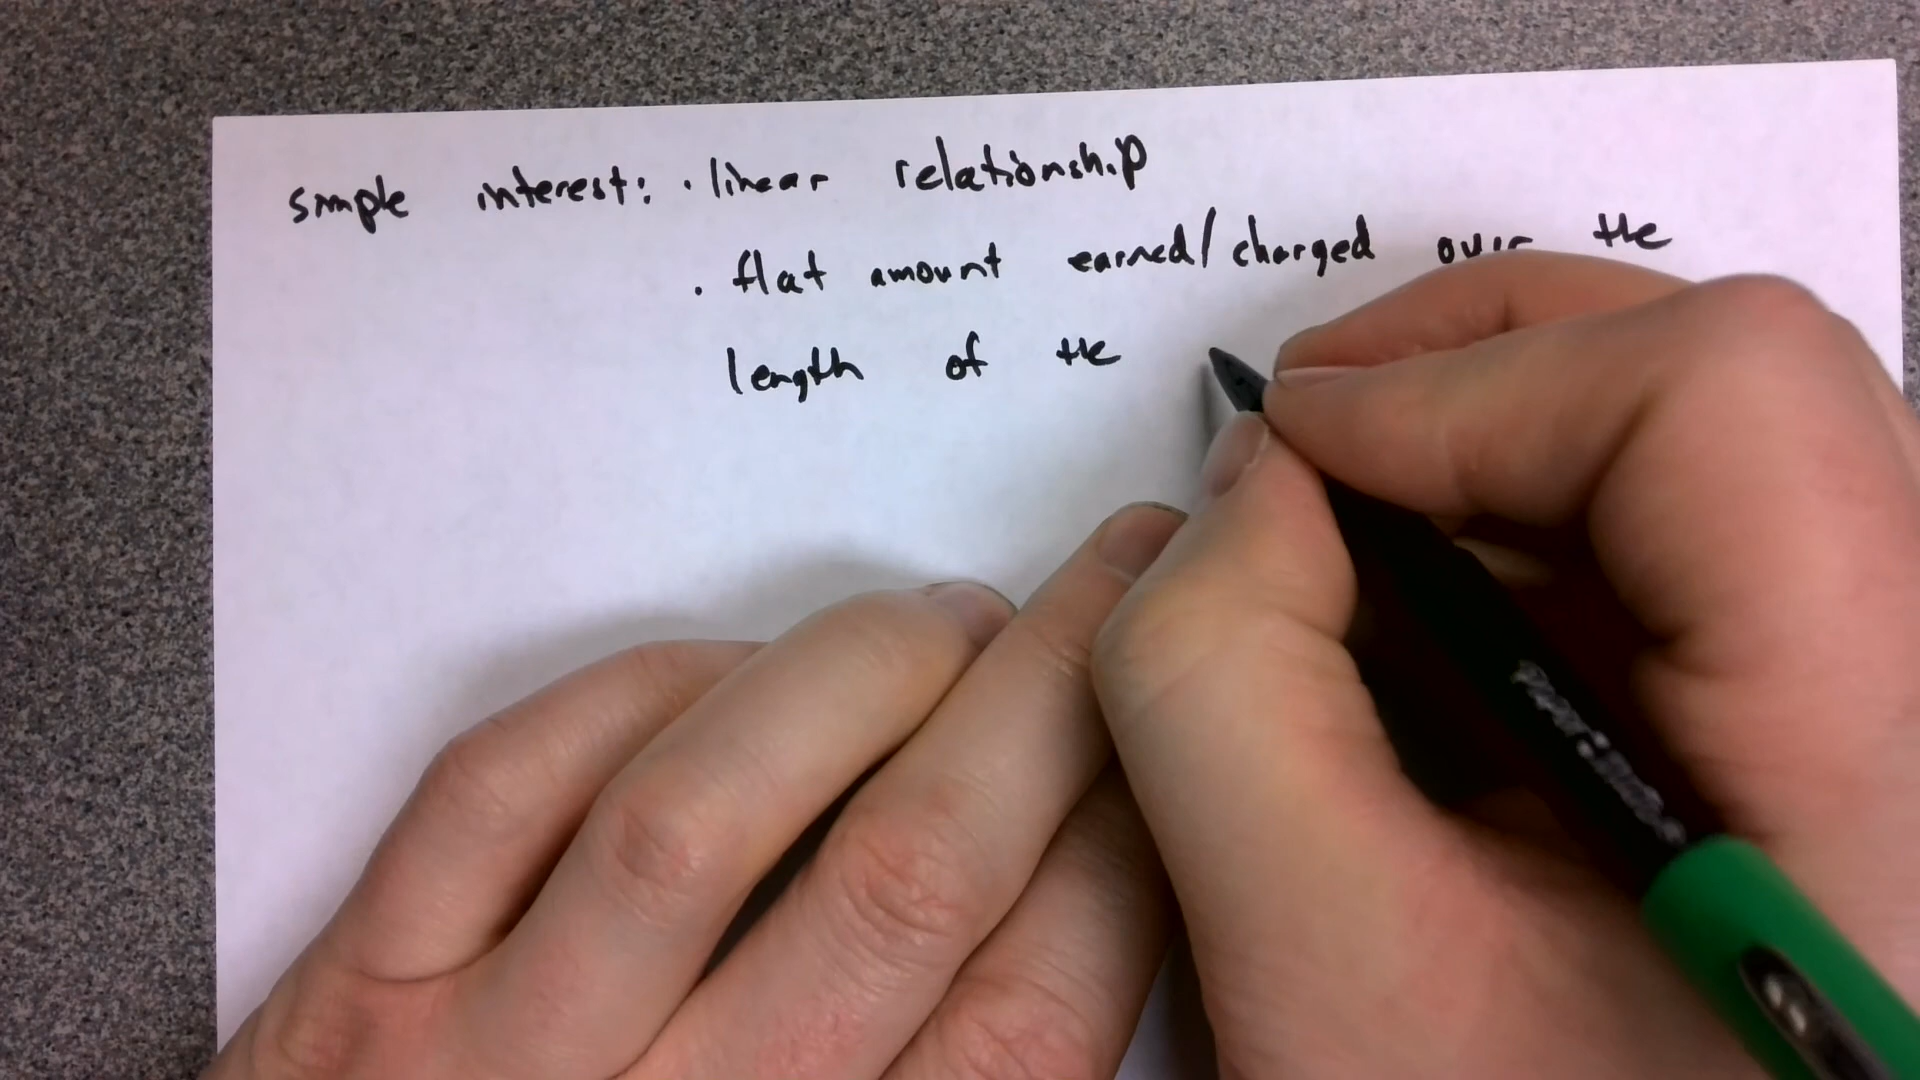 simple interest: . linear relationship
. flat amount earned/charged over the
length of the